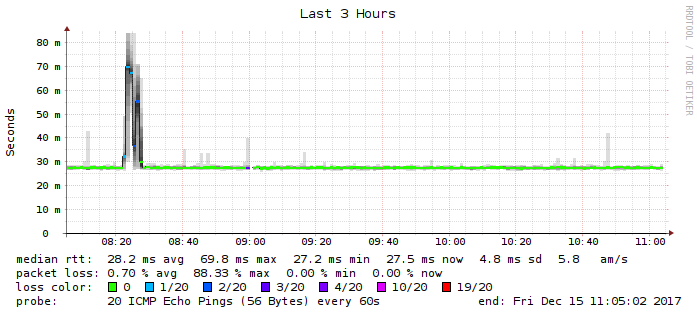 Last 3 Hours
RRDTOOL / TOBI OETIKER
Seconds
80 m
70 m
60 m
50 m
40 m
30 m
20 m
10 m
0
08:20 08:40 09:00 09:20 09:40 10:00 10:20 10:40 11:00
median rtt: 28.2 ms avg 69.8 ms max 27.2 ms min 27.5 ms now 4.8 ms sd 5.8 am/s
packet loss: 0.70 % avg 88.33 % max 0.00 % min 0.00 % now
loss color: 0 1/20 2/20 3/20 4/20 10/20 19/20
probe: 20 ICMP Echo Pings (56 Bytes) every 60s end: Fri Dec 15 11:05:02 2017